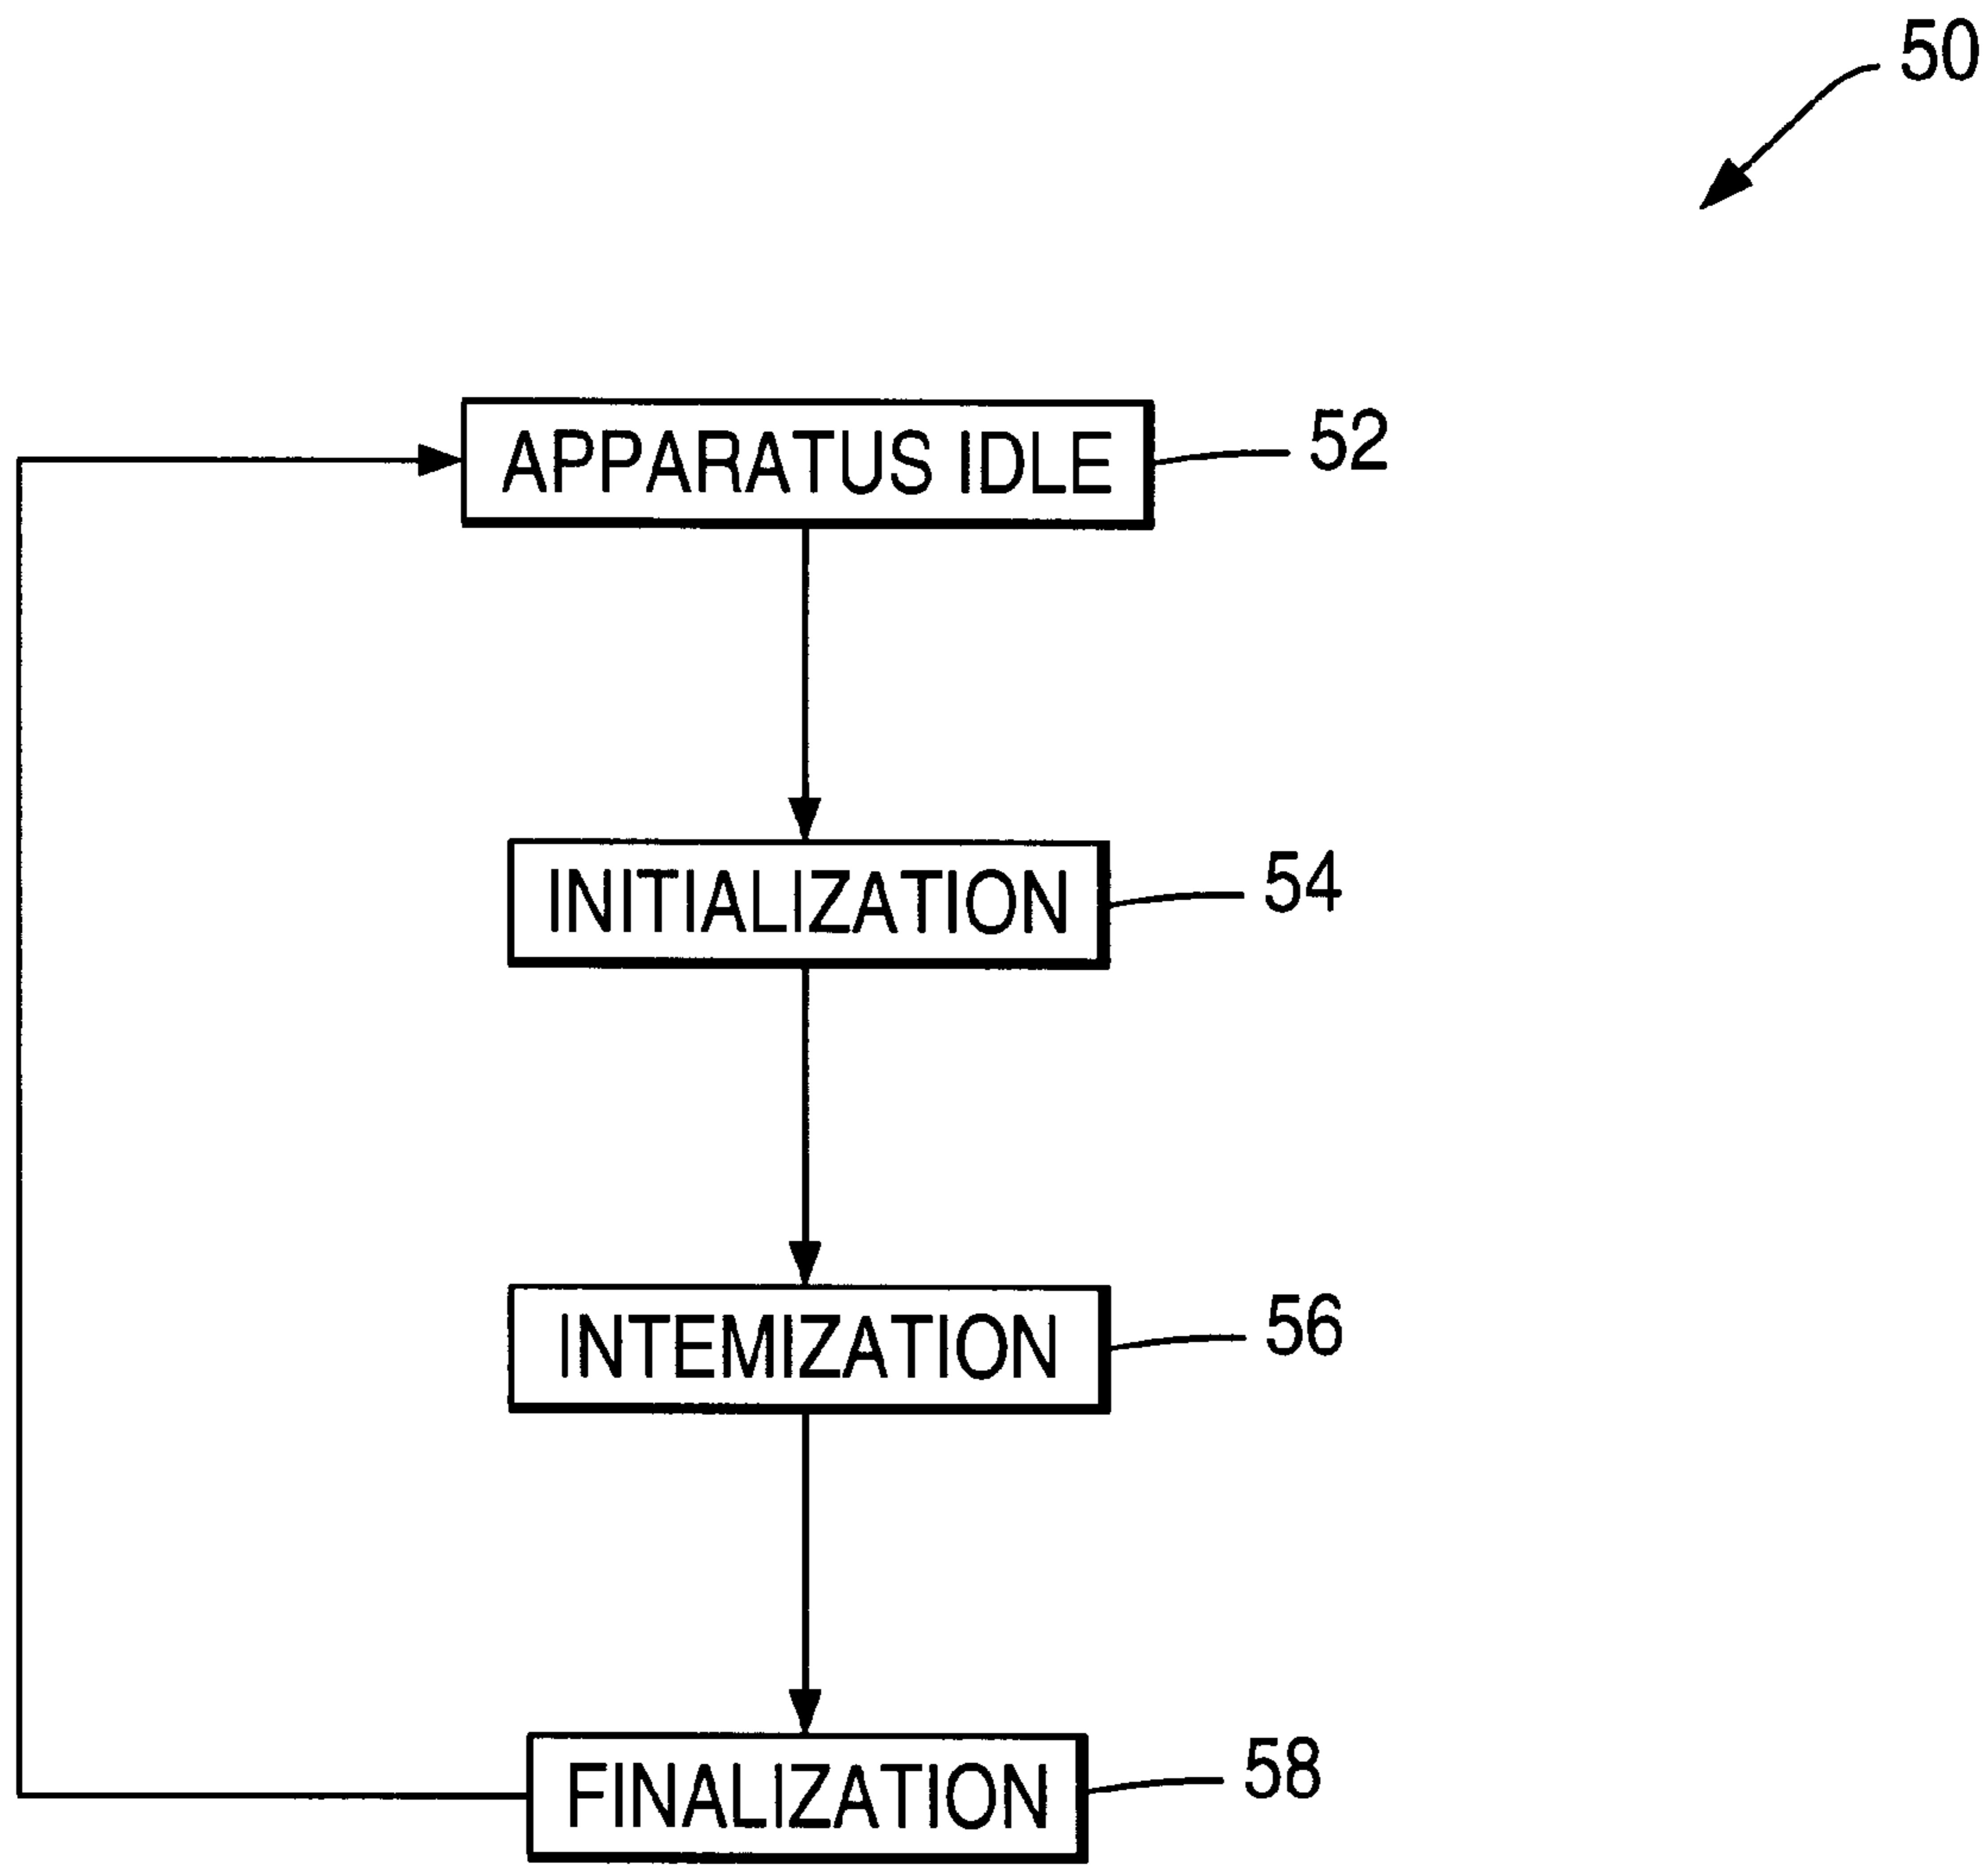 50
APPARATUS IDLE 52
INITIALIZATION 54
INTEMIZATION 56
FINALIZATION 58